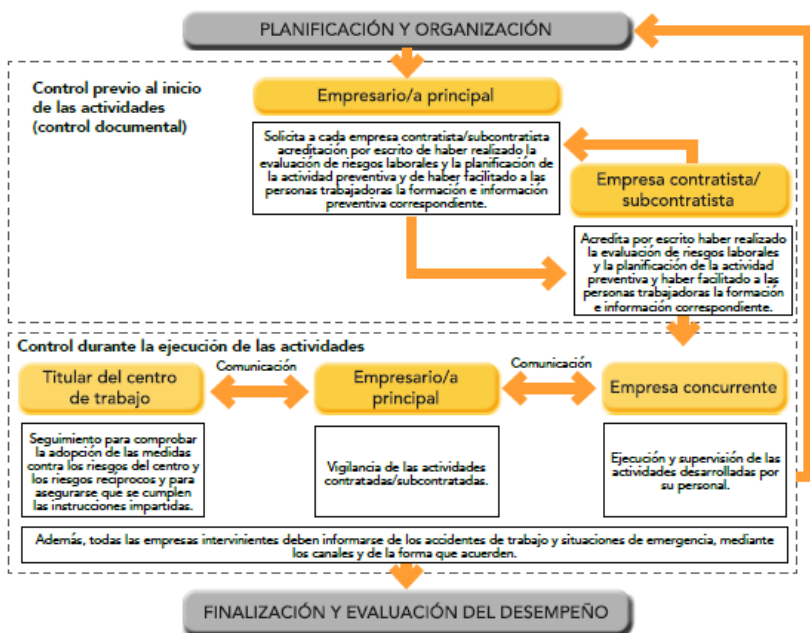 PLANIFICACIÓN Y ORGANIZACIÓN
Control previo al inicio
de las actividades
(control documental)
Empresario/a principal
Solicita a cada empresa contratista/subcontratista
acreditación por escrito de haber realizado la
evaluación de riesgos laborales y la planificación de
la actividad preventiva y de haber facilitado a las
personas trabajadoras la formación e información
preventiva correspondiente.
Empresa contratista/
subcontratista
Acredita por escrito haber realizado
la evaluación de riesgos laborales
y la planificación de la actividad
preventiva y haber facilitado a las
personas trabajadoras la formación
e información correspondiente.
Control durante la ejecución de las actividades
Titular del centro
de trabajo
Comunicación
Empresario/a
principal
Comunicación
Empresa concurrente
Seguimiento para comprobar
la adopción de las medidas
contra los riesgos del centro y
los riesgos recíprocos y para
asegurarse que se cumplen
las instrucciones impartidas.
Vigilancia de las actividades
contratadas/subcontratadas.
Ejecución y supervisión de las
actividades desarrolladas por
su personal.
Además, todas las empresas intervinientes deben informarse de los accidentes de trabajo y situaciones de emergencia, mediante
los canales y de la forma que acuerden.
FINALIZACIÓN Y EVALUACIÓN DEL DESEMPEÑO